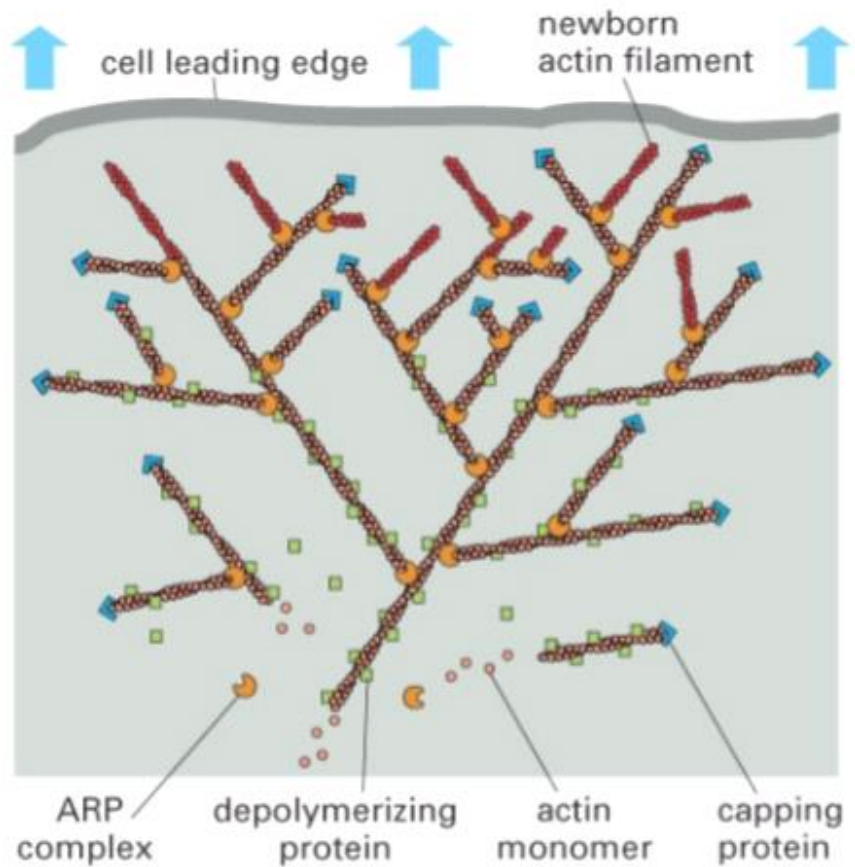 newborn
cell leading edge
actin filament
ARP
complex
depolymerizing
protein
actin
monomer
capping
protein